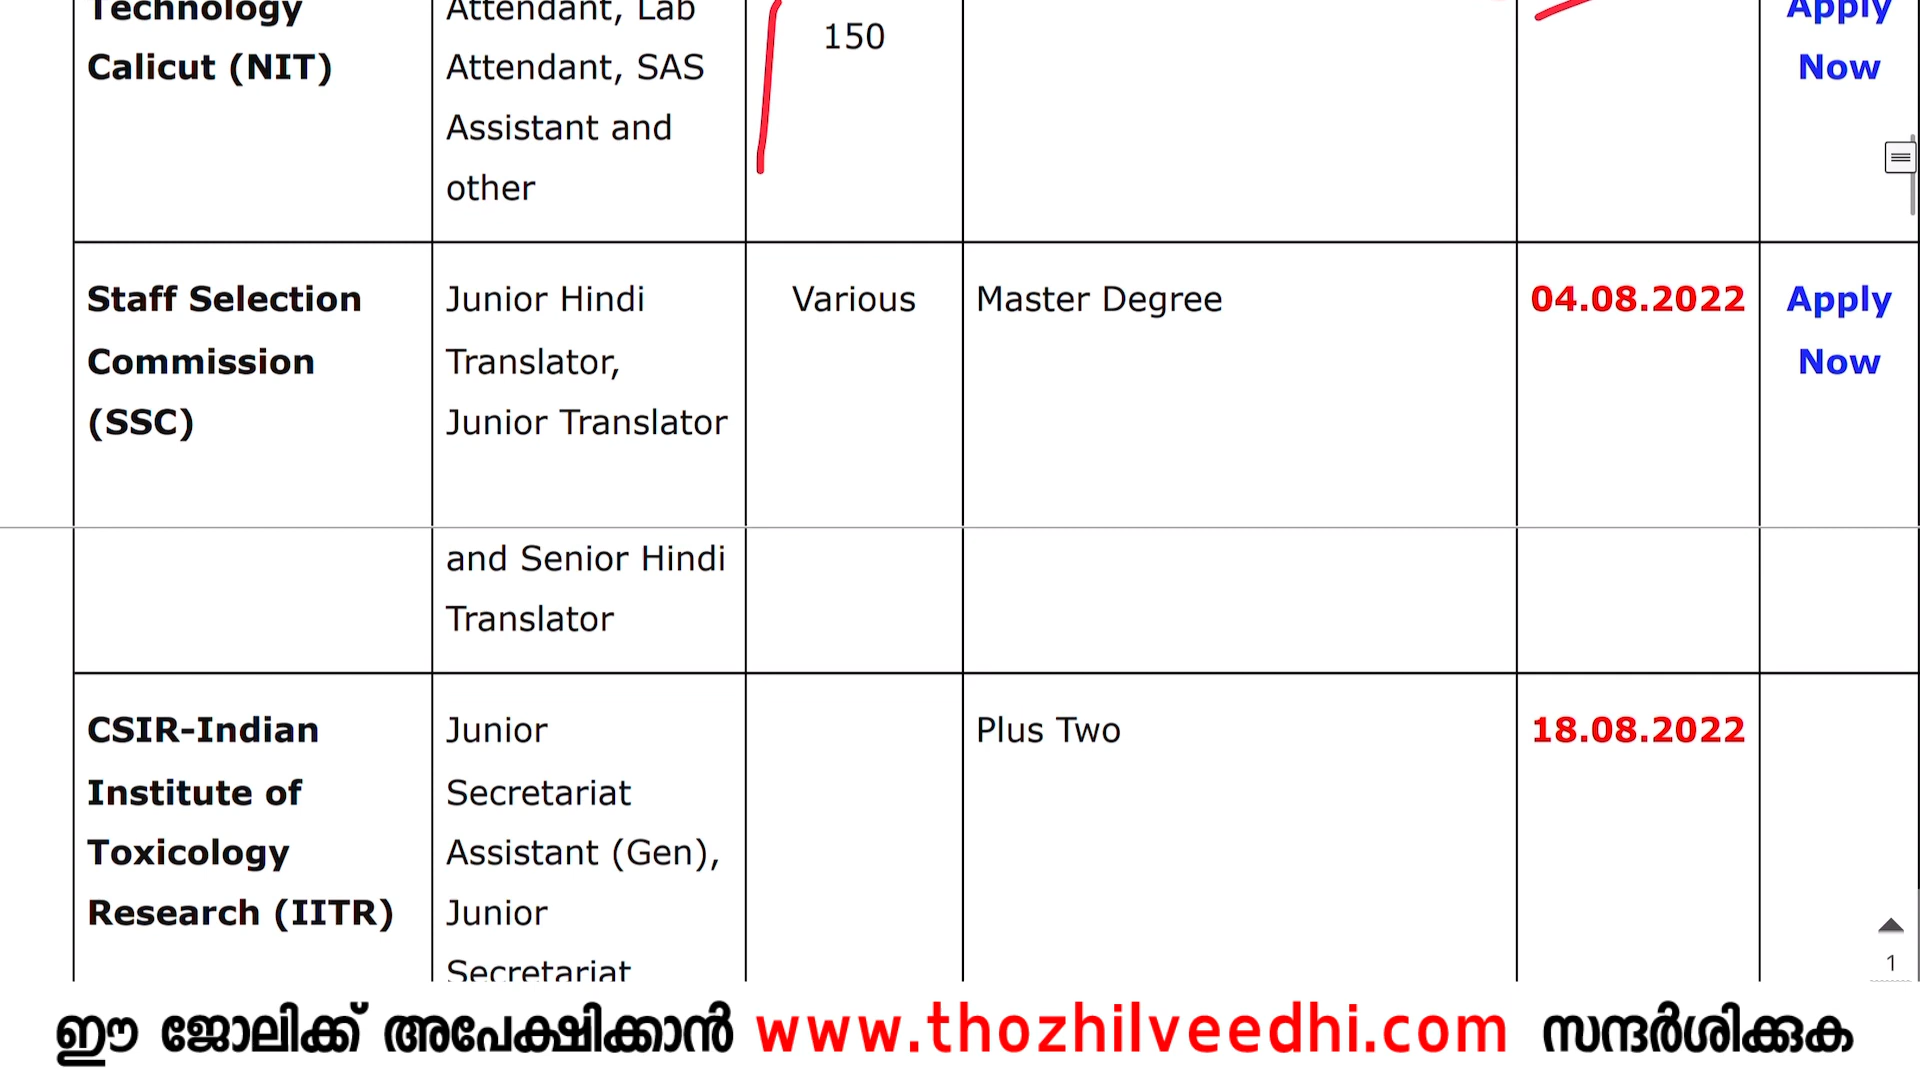 Technology
Calicut (NIT)
Attendant, Lab
Attendant, SAS
Assistant and
other
150
Apply
Now
Staff Selection
Commission
(SSC)
Junior Hindi
Translator,
Junior Translator
Various
Master Degree
04.08.2022
Apply
Now
and Senior Hindi
Translator
CSIR-Indian
Institute of
Toxicology
Research (IITR)
Junior
Secretariat
Assistant (Gen),
Junior
Secretariat
Plus Two
18.08.2022
1
ഈ ജോലിക്ക് അപേക്ഷിക്കാൻ www.thozhilveedhi.com സന്ദർശിക്കുക